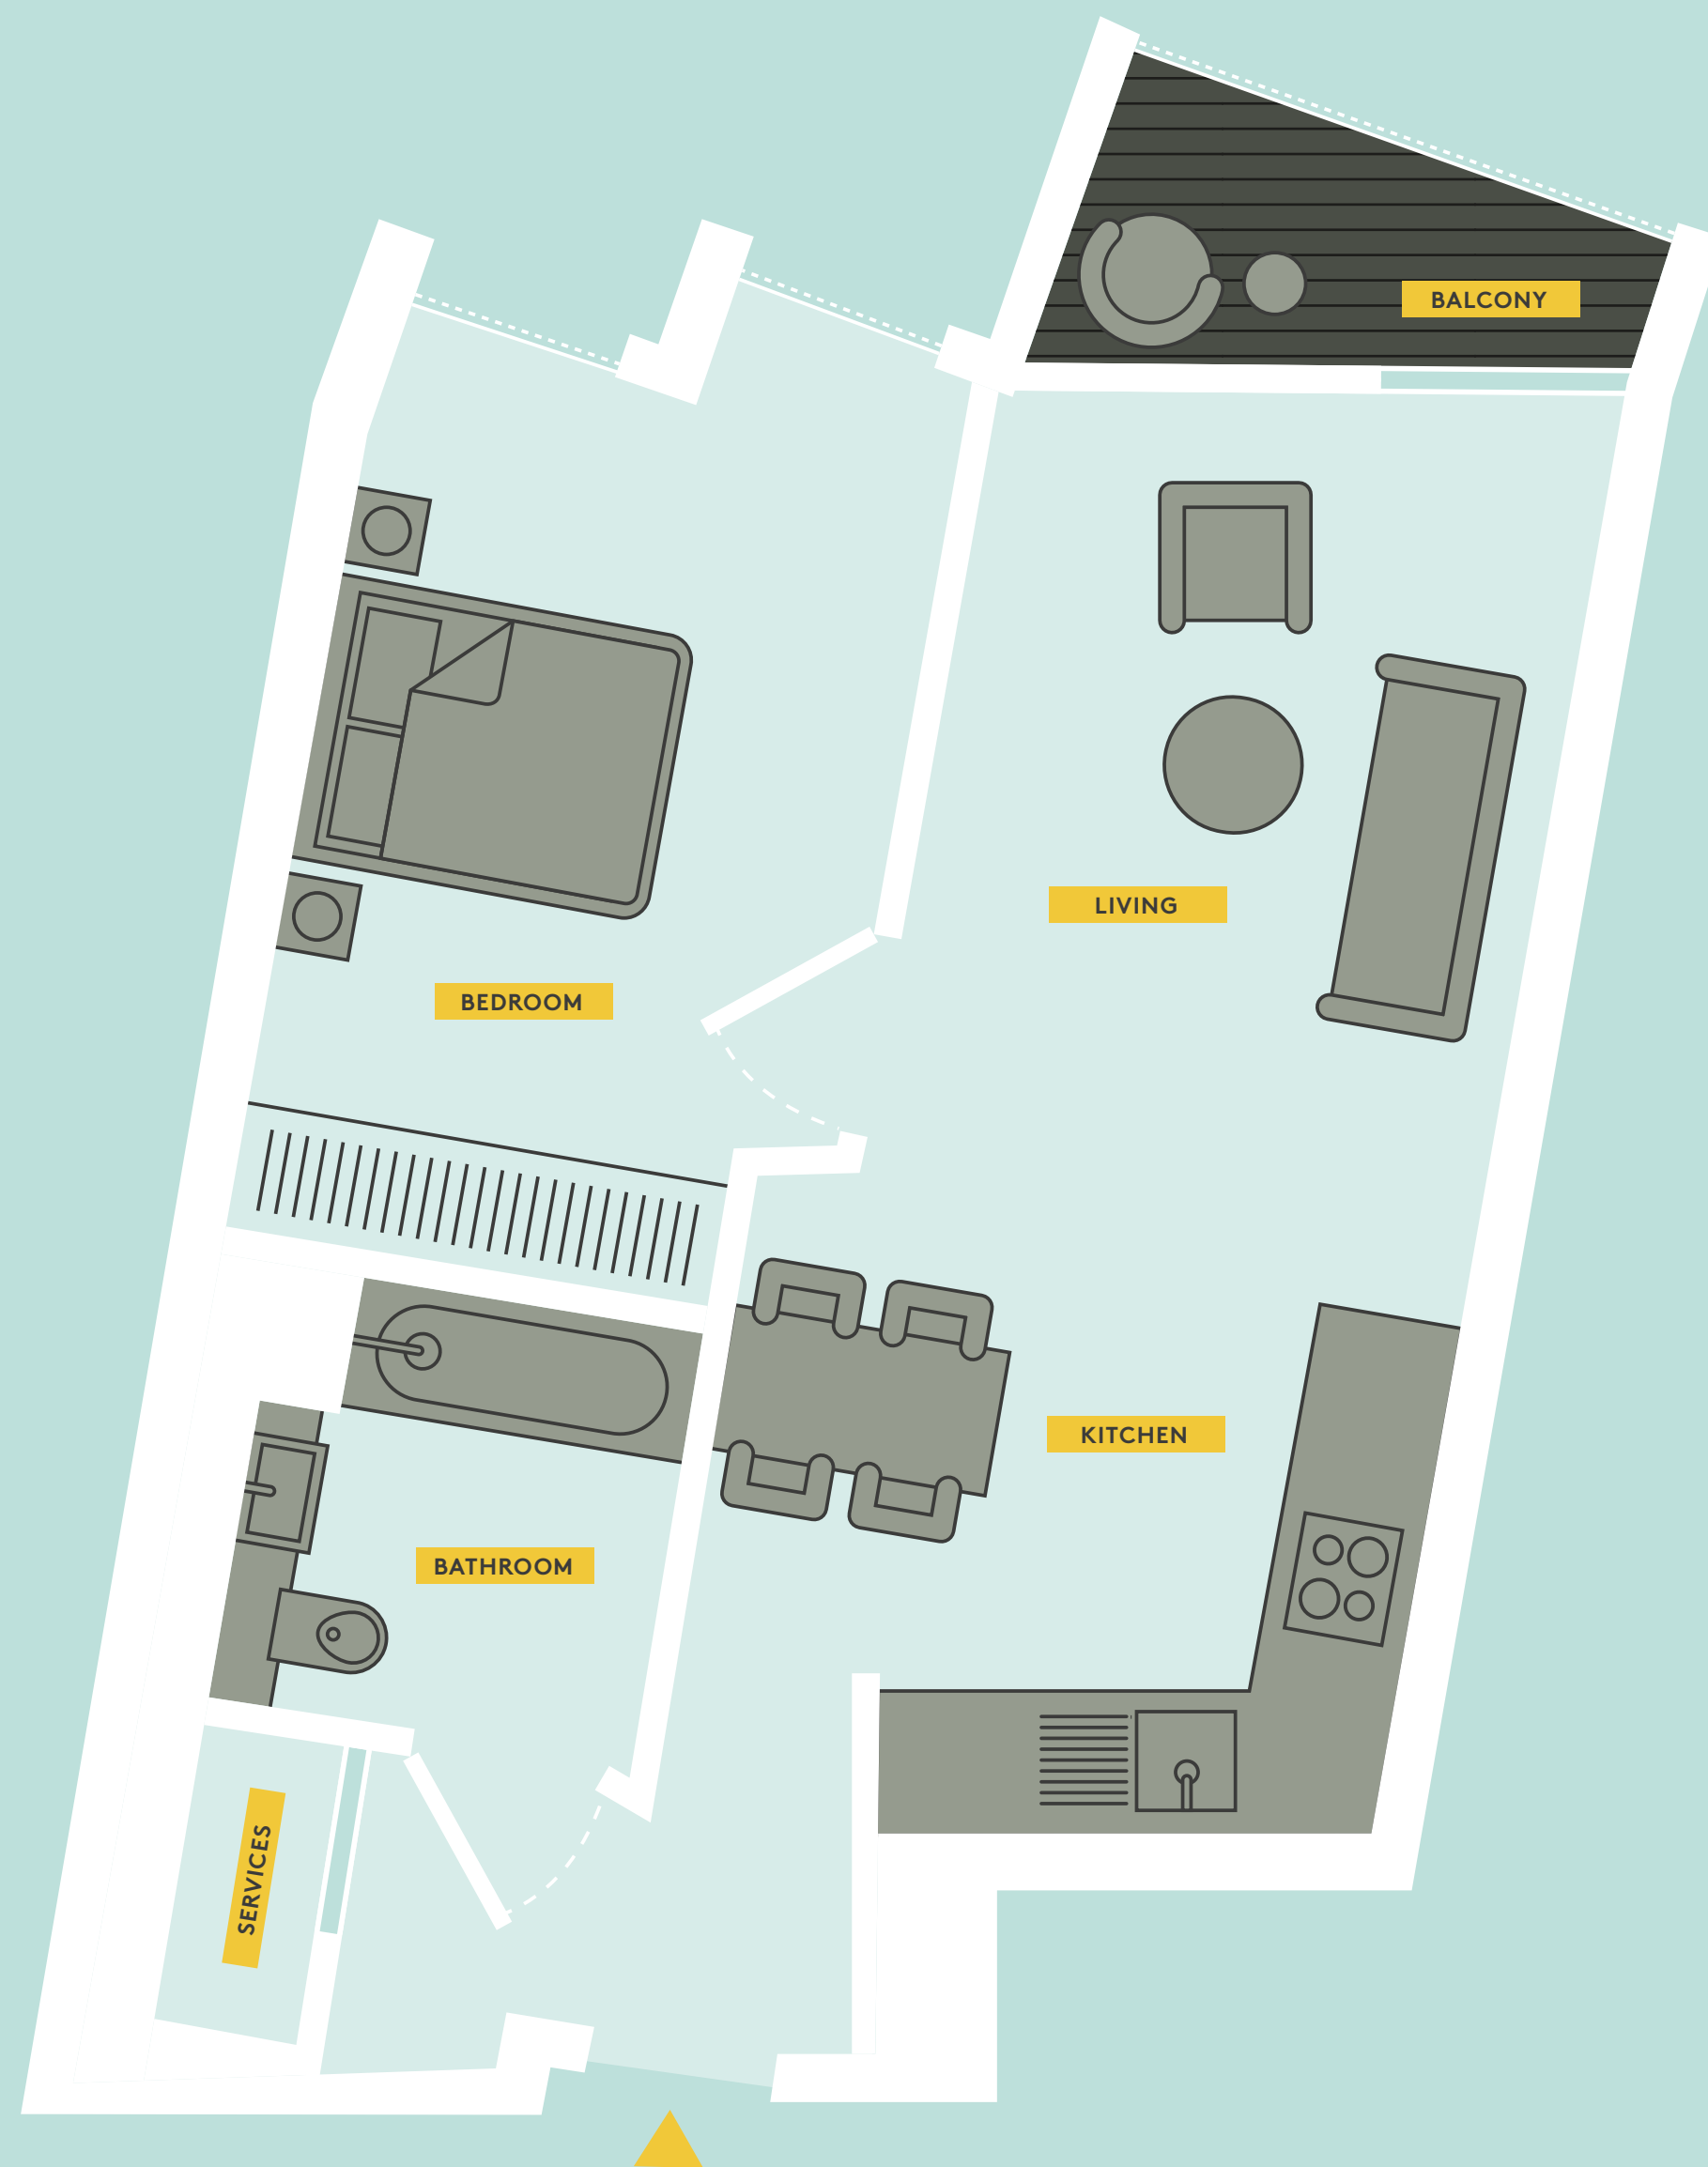 BALCONY
LIVING
BEDROOM
KITCHEN
BATHROOM
SERVICES